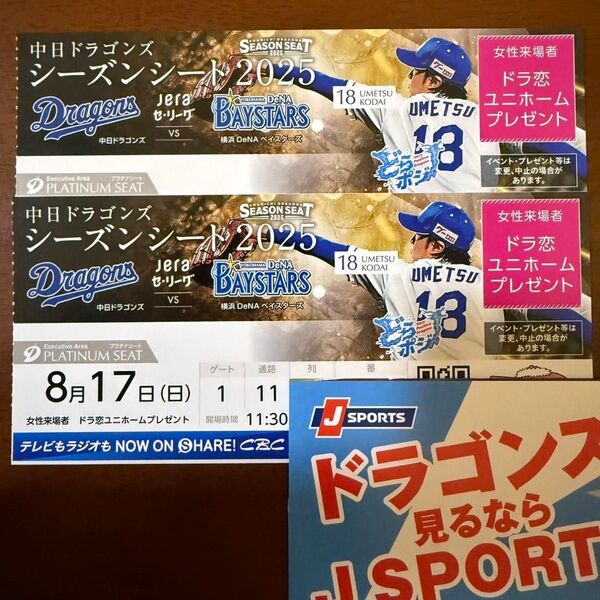 中日ドラゴンズ
シーズンシート2025
SEASON SEAT
2025
Dragons
中日ドラゴンズ
Jera
セ・リーグ
VS
YOKOHAMA DeNA
BAYSTARS
横浜 DeNA ベイスターズ
18 UMETSU
KODAI
UMETSU
18
どらポジ
女性来場者
ドラ恋
ユニホーム
プレゼント
イベント・プレゼント等は
変更、中止の場合が
あります。
Executive Area プラチナシート
PLATINUM SEAT
中日ドラゴンズ
シーズンシート2025
SEASON SEAT
2025
Dragons
中日ドラゴンズ
Jera
セ・リーグ
VS
YOKOHAMA DeNA
BAYSTARS
横浜 DeNA ベイスターズ
18 UMETSU
KODAI
UMETSU
18
どらポジ
女性来場者
ドラ恋
ユニホーム
プレゼント
イベント・プレゼント等は
変更、中止の場合が
あります。
Executive Area プラチナシート
PLATINUM SEAT
8月17日(日)
ゲート 通路 列 番
1 11
開場時間 11:30
女性来場者 ドラ恋ユニホームプレゼント
テレビもラジオも NOW ON SHARE! CBC
J SPORTS
ドラゴンズ
見るなら
J SPORT